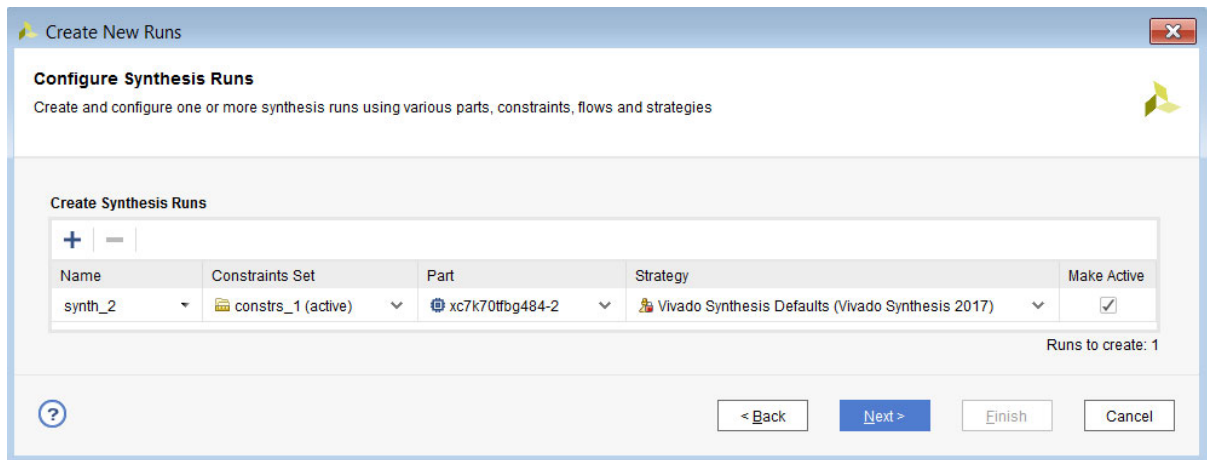 Create New Runs
Configure Synthesis Runs
Create and configure one or more synthesis runs using various parts, constraints, flows and strategies
Create Synthesis Runs
Name Constraints Set Part Strategy Make Active
synth_2 constrs_1 (active) xc7k70tfbg484-2 Vivado Synthesis Defaults (Vivado Synthesis 2017)
Runs to create: 1
? < Back Next > Finish Cancel